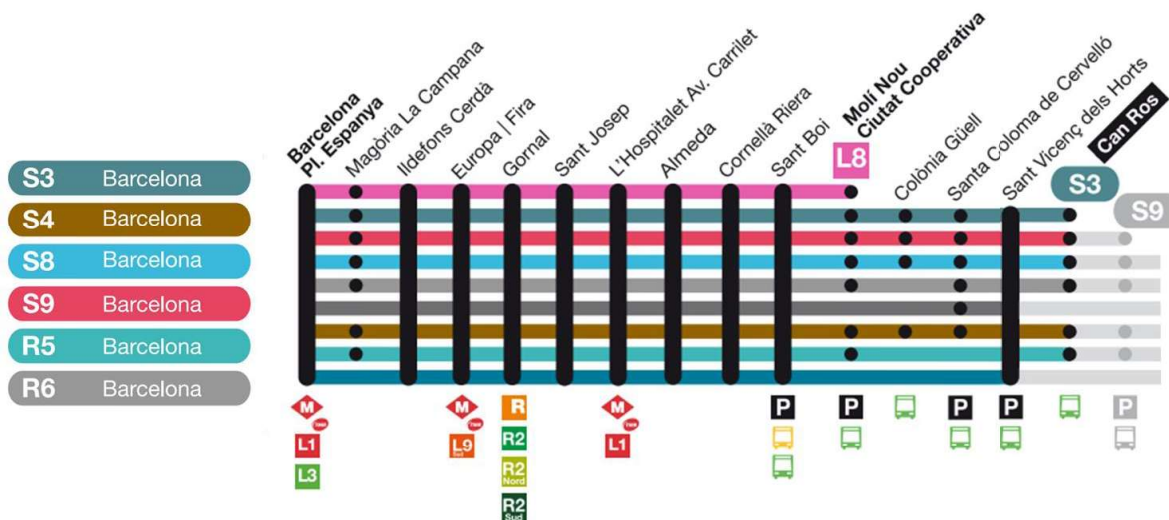 S3 Barcelona
S4 Barcelona
S8 Barcelona
S9 Barcelona
R5 Barcelona
R6 Barcelona
Barcelona
Pl. Espanya
Magòria La Campana
Ildefons Cerdà
Europa | Fira
Gornal
Sant Josep
L'Hospitalet Av. Carrilet
Almeda
Cornellà Riera
Sant Boi
Molí Nou
Ciutat Cooperativa
L8
Colònia Güell
Santa Coloma de Cervelló
Sant Vicenç dels Horts
Can Ros
S3
S9
M
L1
L3
M
L9
Sud
R
R2
R2
Nord
R2
Sud
M
L1
P
P
P
P
P